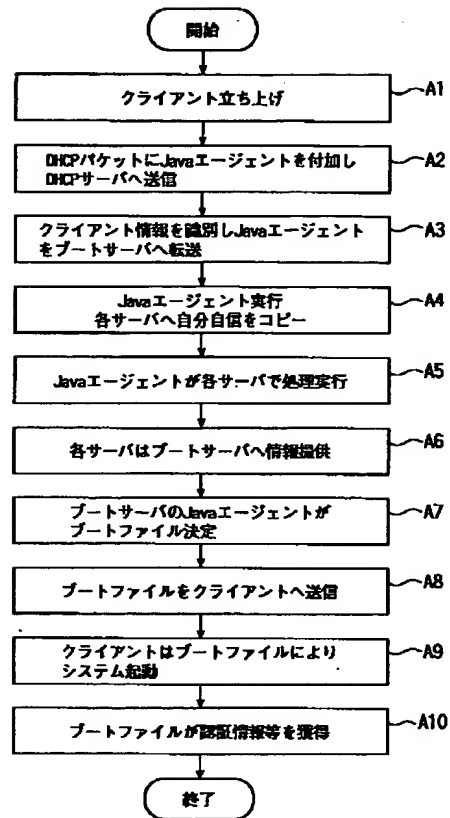 開始
クライアント立ち上げ
A1
DHCPパケットにJavaエージェントを付加し
DHCPサーバへ送信
A2
クライアント情報を識別しJavaエージェント
をブートサーバへ転送
A3
Javaエージェント実行
各サーバへ自分自信をコピー
A4
Javaエージェントが各サーバで処理実行
A5
各サーバはブートサーバへ情報提供
A6
ブートサーバのJavaエージェントが
ブートファイル決定
A7
ブートファイルをクライアントへ送信
A8
クライアントはブートファイルにより
システム起動
A9
ブートファイルが認証情報等を獲得
A10
終了